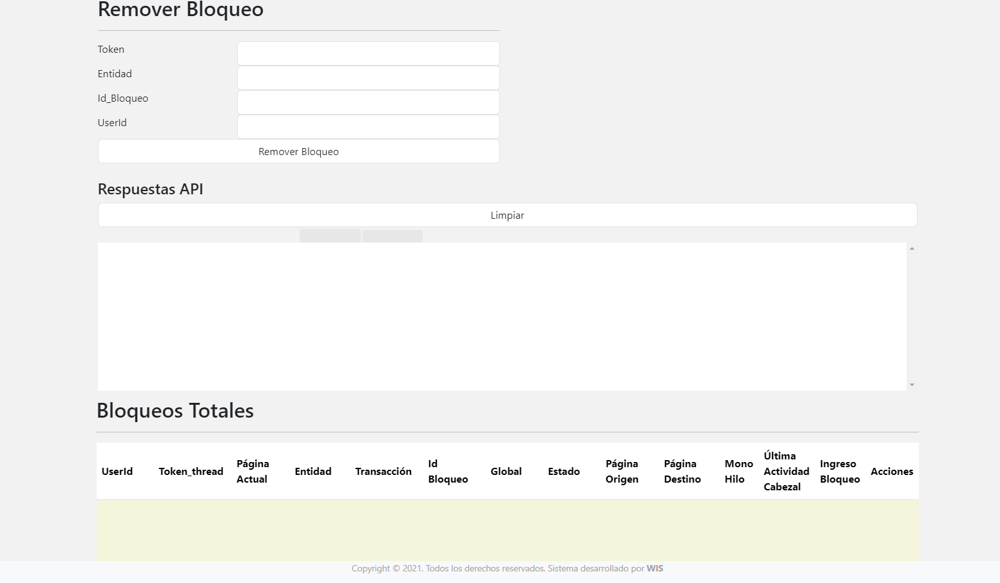 Remover Bloqueo
Token
Entidad
Id_Bloqueo
UserId
Remover Bloqueo
Respuestas API
Limpiar
Bloqueos Totales
UserId
Token_thread
Página
Actual
Entidad
Transacción
Id
Bloqueo
Global
Estado
Página
Origen
Página
Destino
Mono
Hilo
Última
Actividad
Cabezal
Ingreso
Bloqueo
Acciones
Copyright © 2021. Todos los derechos reservados. Sistema desarrollado por WIS